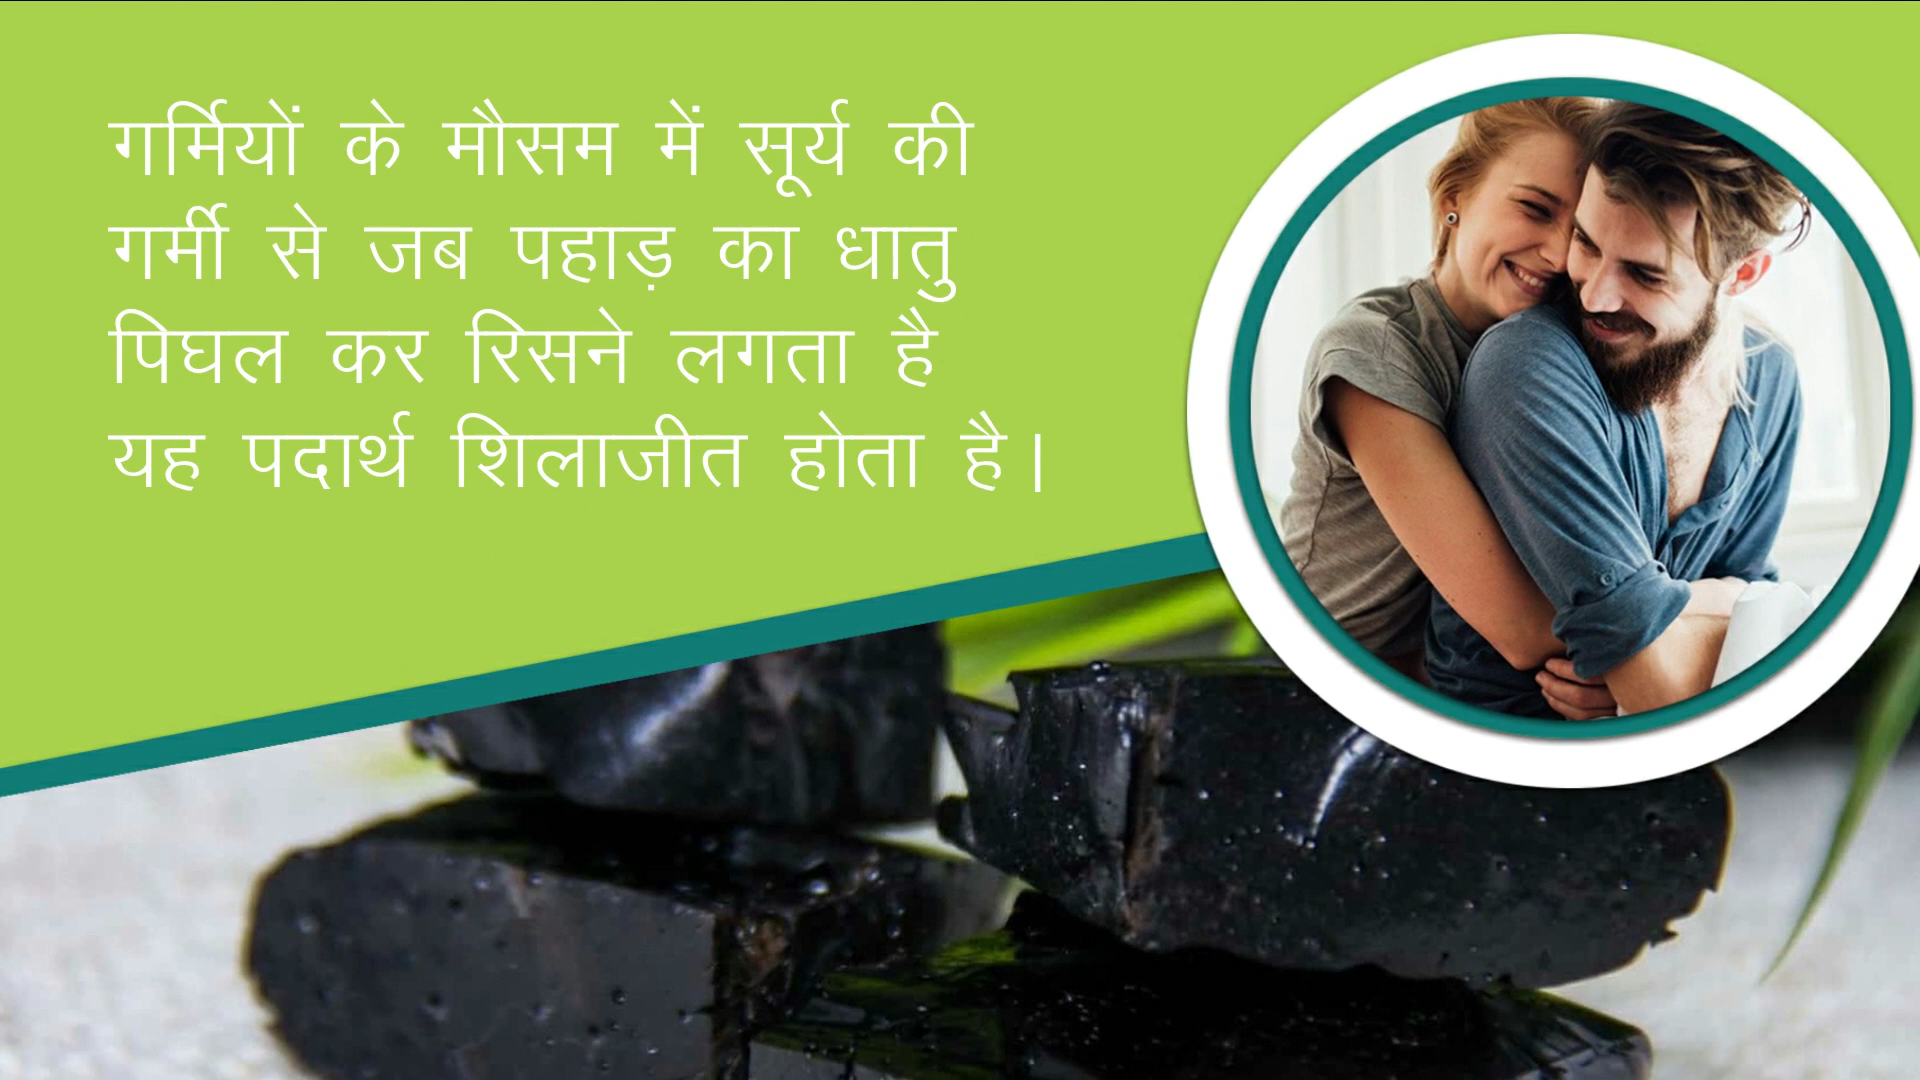 गर्मियों के मौसम में सूर्य की
गर्मी से जब पहाड़ का धातु
पिघल कर रिसने लगता है
यह पदार्थ शिलाजीत होता है।